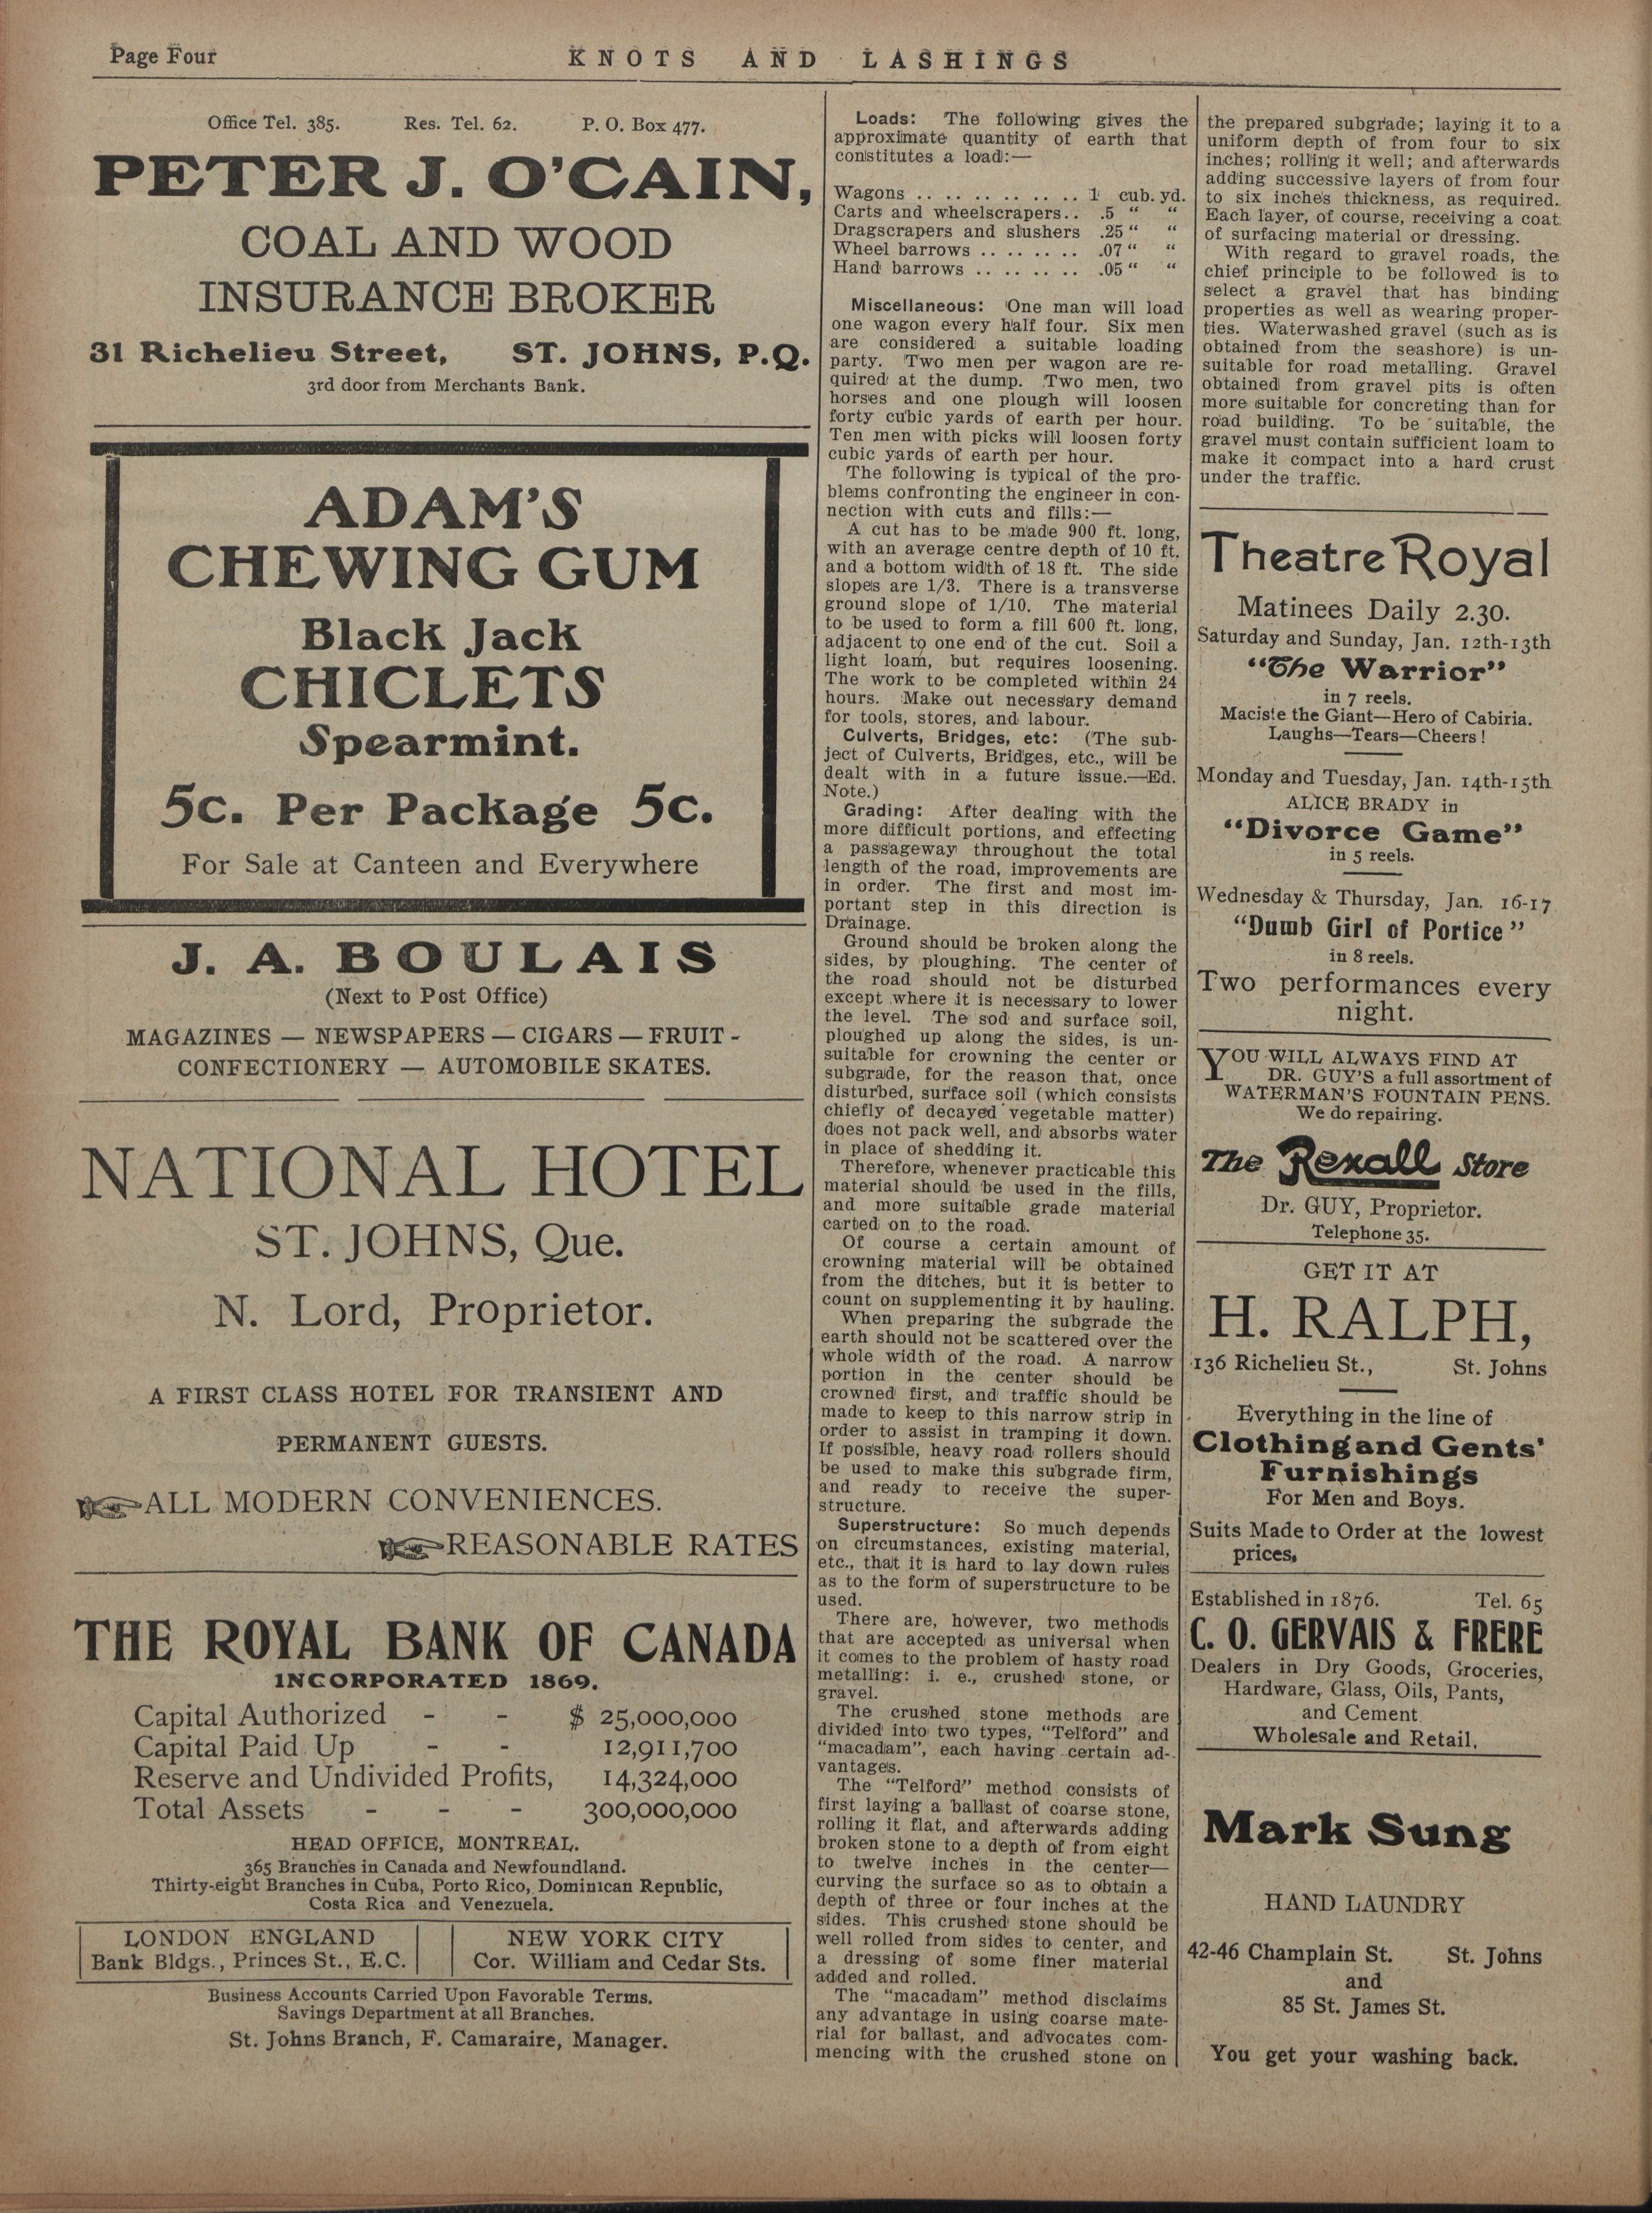 Page Four
KNOTS AND LASHINGS
Office Tel. 385. Res. Tel. 62. P. O. Box 477.
PETER J. O'CAIN,
COAL AND WOOD
INSURANCE BROKER
31 Richelieu Street, ST. JOHNS, P.Q.
3rd door from Merchants Bank.
ADAM'S
CHEWING GUM
Black Jack
CHICLETS
Spearmint.
5c. Per Package 5c.
For Sale at Canteen and Everywhere
J. A. BOULAIS
(Next to Post Office)
MAGAZINES — NEWSPAPERS — CIGARS — FRUIT -
CONFECTIONERY — AUTOMOBILE SKATES.
NATIONAL HOTEL
ST. JOHNS, Que.
N. Lord, Proprietor.
A FIRST CLASS HOTEL FOR TRANSIENT AND
PERMANENT GUESTS.
ALL MODERN CONVENIENCES.
REASONABLE RATES
THE ROYAL BANK OF CANADA
INCORPORATED 1869.
Capital Authorized - - $ 25,000,000
Capital Paid Up - - 12,911,700
Reserve and Undivided Profits, 14,324,000
Total Assets - - - 300,000,000
HEAD OFFICE, MONTREAL.
365 Branches in Canada and Newfoundland.
Thirty-eight Branches in Cuba, Porto Rico, Dominican Republic,
Costa Rica and Venezuela.
LONDON ENGLAND
Bank Bldgs., Princes St., E.C.
NEW YORK CITY
Cor. William and Cedar Sts.
Business Accounts Carried Upon Favorable Terms.
Savings Department at all Branches.
St. Johns Branch, F. Camaraire, Manager.
Loads: The following gives the
approximate quantity of earth that
constitutes a load:—
Wagons .. .. .. .. .. .. .. 1 cub. yd.
Carts and wheelscrapers.. .5 " "
Dragscrapers and slushers .25 " "
Wheel barrows .. .. .. .. .07 " "
Hand barrows .. .. .. .. .05 " "
Miscellaneous: One man will load
one wagon every half four. Six men
are considered a suitable loading
party. Two men per wagon are re-
quired at the dump. Two men, two
horses and one plough will loosen
forty cubic yards of earth per hour.
Ten men with picks will loosen forty
cubic yards of earth per hour.
The following is typical of the pro-
blems confronting the engineer in con-
nection with cuts and fills:—
A cut has to be made 900 ft. long,
with an average centre depth of 10 ft.
and a bottom width of 18 ft. The side
slopes are 1/3. There is a transverse
ground slope of 1/10. The material
to be used to form a fill 600 ft. long,
adjacent to one end of the cut. Soil a
light loam, but requires loosening.
The work to be completed within 24
hours. Make out necessary demand
for tools, stores, and labour.
Culverts, Bridges, etc: (The sub-
ject of Culverts, Bridges, etc., will be
dealt with in a future issue.—Ed.
Note.)
Grading: After dealing with the
more difficult portions, and effecting
a passageway throughout the total
length of the road, improvements are
in order. The first and most im-
portant step in this direction is
Drainage.
Ground should be broken along the
sides, by ploughing. The center of
the road should not be disturbed
except where it is necessary to lower
the level. The sod and surface soil,
ploughed up along the sides, is un-
suitable for crowning the center or
subgrade, for the reason that, once
disturbed, surface soil (which consists
chiefly of decayed vegetable matter)
does not pack well, and absorbs water
in place of shedding it.
Therefore, whenever practicable this
material should be used in the fills,
and more suitable grade material
carted on to the road.
Of course a certain amount of
crowning material will be obtained
from the ditches, but it is better to
count on supplementing it by hauling.
When preparing the subgrade the
earth should not be scattered over the
whole width of the road. A narrow
portion in the center should be
crowned first, and traffic should be
made to keep to this narrow strip in
order to assist in tramping it down.
If possible, heavy road rollers should
be used to make this subgrade firm,
and ready to receive the super-
structure.
Superstructure: So much depends
on circumstances, existing material,
etc., that it is hard to lay down rules
as to the form of superstructure to be
used.
There are, however, two methods
that are accepted as universal when
it comes to the problem of hasty road
metalling: i. e., crushed stone, or
gravel.
The crushed stone methods are
divided into two types, "Telford" and
"macadam", each having certain ad-
vantages.
The "Telford" method consists of
first laying a ballast of coarse stone,
rolling it flat, and afterwards adding
broken stone to a depth of from eight
to twelve inches in the center—
curving the surface so as to obtain a
depth of three or four inches at the
sides. This crushed stone should be
well rolled from sides to center, and
a dressing of some finer material
added and rolled.
The "macadam" method disclaims
any advantage in using coarse mate-
rial for ballast, and advocates com-
mencing with the crushed stone on
the prepared subgrade; laying it to a
uniform depth of from four to six
inches; rolling it well; and afterwards
adding successive layers of from four
to six inches thickness, as required.
Each layer, of course, receiving a coat
of surfacing material or dressing.
With regard to gravel roads, the
chief principle to be followed is to
select a gravel that has binding
properties as well as wearing proper-
ties. Waterwashed gravel (such as is
obtained from the seashore) is un-
suitable for road metalling. Gravel
obtained from gravel pits is often
more suitable for concreting than for
road building. To be suitable, the
gravel must contain sufficient loam to
make it compact into a hard crust
under the traffic.
Theatre Royal
Matinees Daily 2.30.
Saturday and Sunday, Jan. 12th-13th
"The Warrior"
in 7 reels.
Maciste the Giant—Hero of Cabiria.
Laughs—Tears—Cheers!
Monday and Tuesday, Jan. 14th-15th
ALICE BRADY in
"Divorce Game"
in 5 reels.
Wednesday & Thursday, Jan. 16-17
"Dumb Girl of Portice"
in 8 reels.
Two performances every
night.
YOU WILL ALWAYS FIND AT
DR. GUY'S a full assortment of
WATERMAN'S FOUNTAIN PENS.
We do repairing.
The Rexall Store
Dr. GUY, Proprietor.
Telephone 35.
GET IT AT
H. RALPH,
136 Richelieu St., St. Johns
Everything in the line of
Clothing and Gents'
Furnishings
For Men and Boys.
Suits Made to Order at the lowest
prices.
Established in 1876. Tel. 65
C. O. GERVAIS & FRERE
Dealers in Dry Goods, Groceries,
Hardware, Glass, Oils, Pants,
and Cement
Wholesale and Retail.
Mark Sung
HAND LAUNDRY
42-46 Champlain St. St. Johns
and
85 St. James St.
You get your washing back.